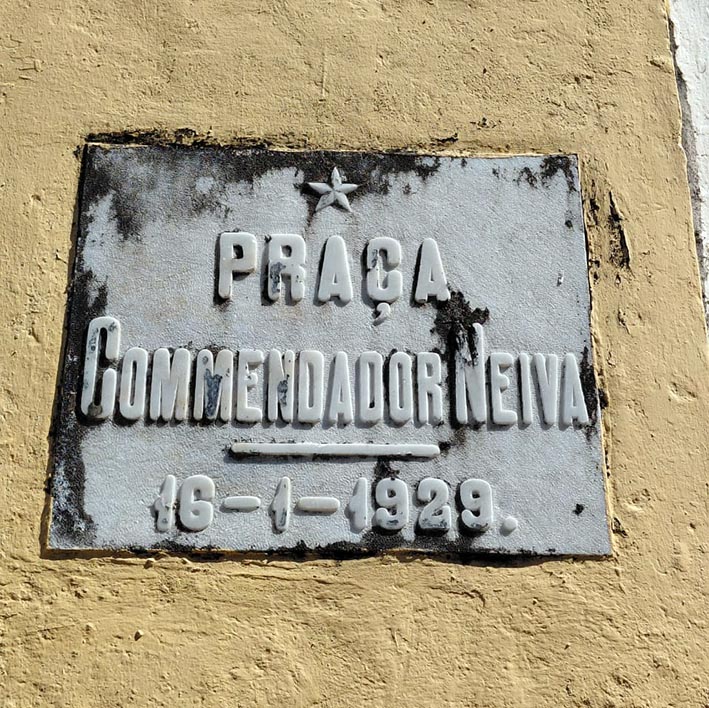 PRAÇA
COMMENDADOR NEIVA
16-1-1929.